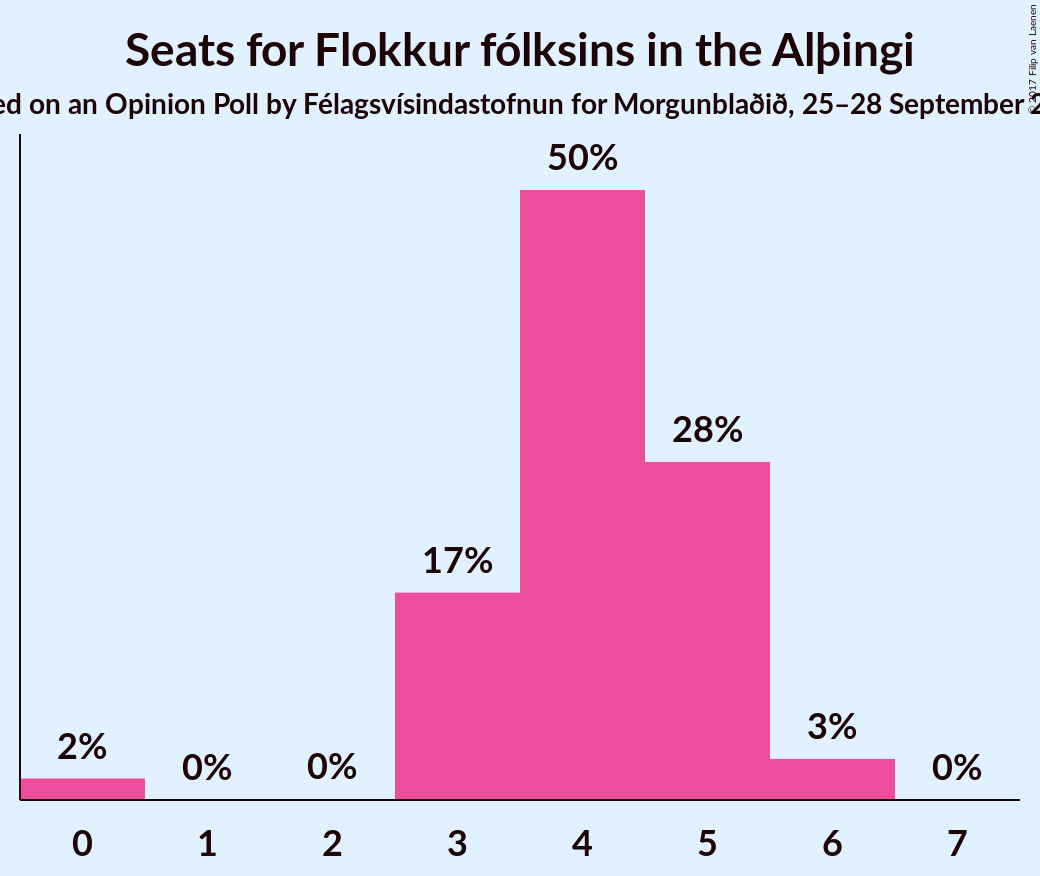 Seats for Flokkur fólksins in the Alþingi
ed on an Opinion Poll by Félagsvísindastofnun for Morgunblaðið, 25–28 September 2
© 2017 Filip van Laenen
50%
28%
17%
3%
2%
0%
0%
0%
0 1 2 3 4 5 6 7